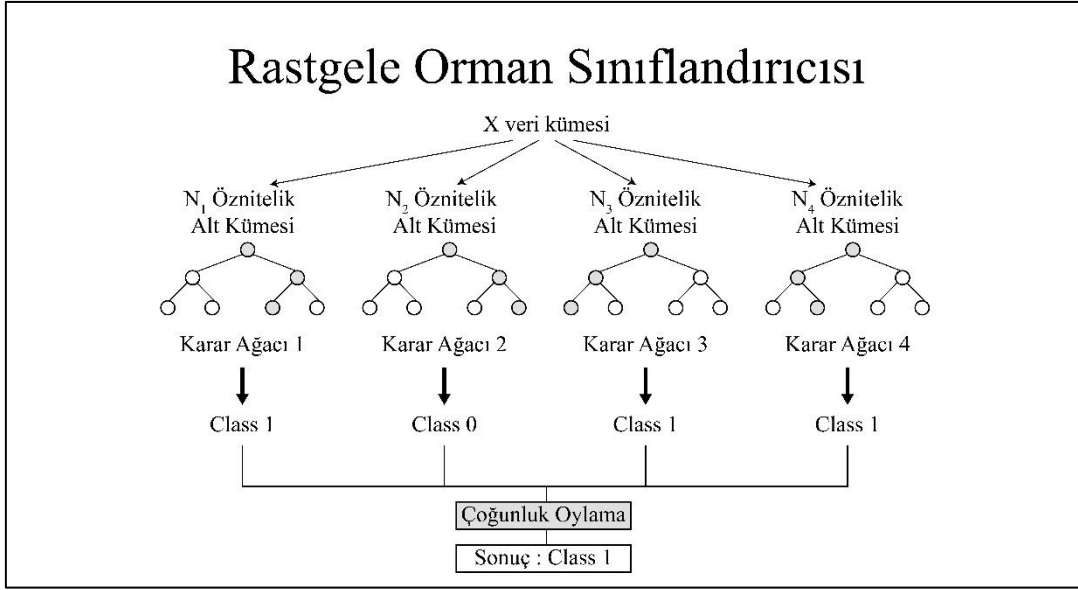 Rastgele Orman Sınıflandırıcısı
X veri kümesi
N₁ Öznitelik
Alt Kümesi
N₂ Öznitelik
Alt Kümesi
N₃ Öznitelik
Alt Kümesi
N₄ Öznitelik
Alt Kümesi
Karar Ağacı 1
Karar Ağacı 2
Karar Ağacı 3
Karar Ağacı 4
Class 1
Class 0
Class 1
Class 1
Çoğunluk Oylama
Sonuç : Class 1